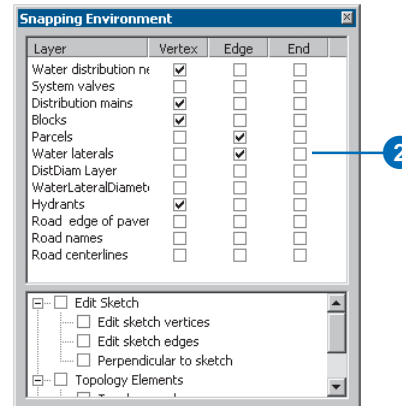 Snapping Environment
Layer Vertex Edge End
Water distribution ne
System valves
Distribution mains
Blocks
Parcels
Water laterals
2
DistDiam Layer
WaterLateralDiamete
Hydrants
Road edge of paver
Road names
Road centerlines
Edit Sketch
Edit sketch vertices
Edit sketch edges
Perpendicular to sketch
Topology Elements